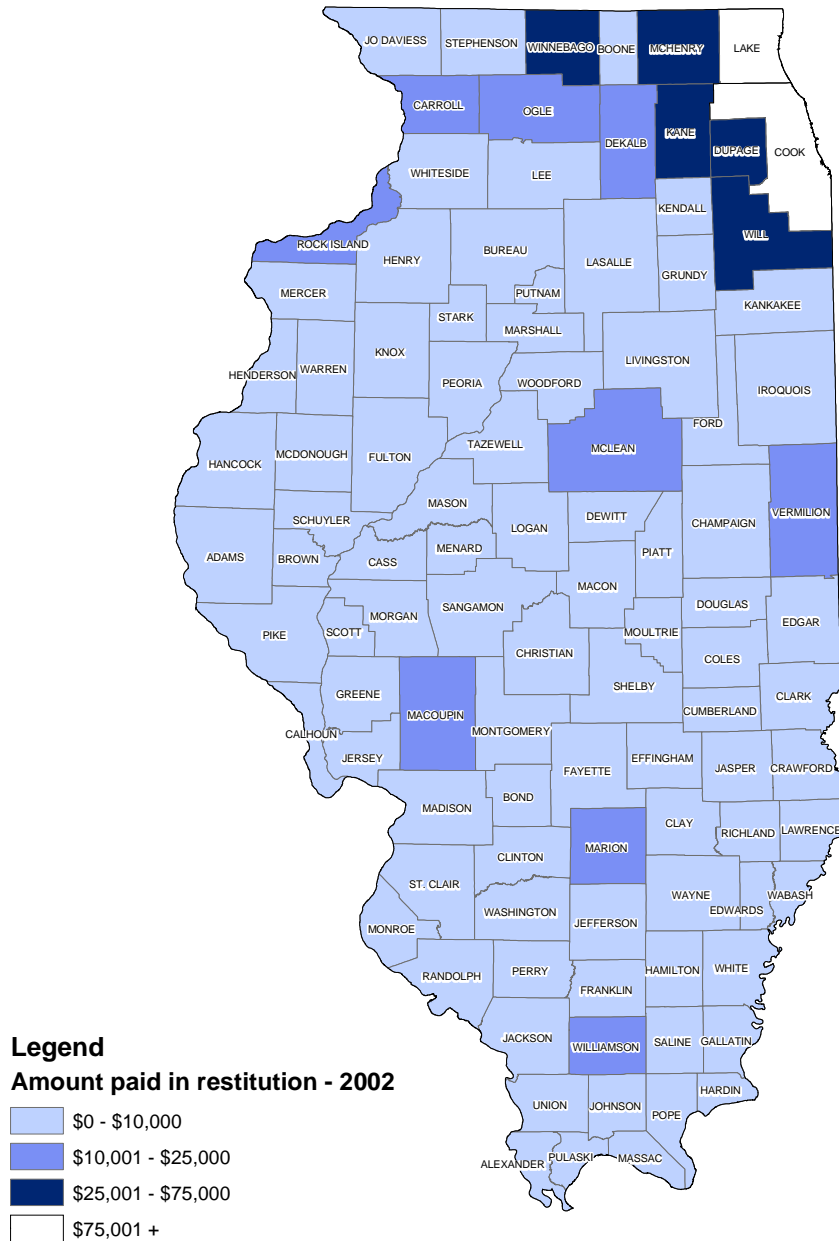 JO DAVIESS
STEPHENSON
WINNEBAGO
BOONE
MCHENRY
LAKE
CARROLL
OGLE
DEKALB
KANE
DUPAGE
COOK
WHITESIDE
LEE
KENDALL
WILL
ROCK ISLAND
HENRY
BUREAU
LASALLE
GRUNDY
MERCER
PUTNAM
KANKAKEE
STARK
MARSHALL
KNOX
LIVINGSTON
HENDERSON
WARREN
PEORIA
WOODFORD
IROQUOIS
FORD
TAZEWELL
MCLEAN
HANCOCK
MCDONOUGH
FULTON
MASON
VERMILION
SCHUYLER
LOGAN
DEWITT
CHAMPAIGN
ADAMS
BROWN
CASS
MENARD
PIATT
MACON
PIKE
SCOTT
MORGAN
SANGAMON
DOUGLAS
EDGAR
MOULTRIE
CHRISTIAN
COLES
GREENE
SHELBY
CLARK
MACOUPIN
CUMBERLAND
CALHOUN
MONTGOMERY
JERSEY
FAYETTE
EFFINGHAM
JASPER
CRAWFORD
MADISON
BOND
CLAY
RICHLAND
LAWRENCE
CLINTON
MARION
ST. CLAIR
WAYNE
WABASH
WASHINGTON
EDWARDS
JEFFERSON
MONROE
RANDOLPH
PERRY
HAMILTON
WHITE
FRANKLIN
JACKSON
WILLIAMSON
SALINE
GALLATIN
HARDIN
UNION
JOHNSON
POPE
ALEXANDER
PULASKI
MASSAC
Legend
Amount paid in restitution - 2002
$0 - $10,000
$10,001 - $25,000
$25,001 - $75,000
$75,001 +